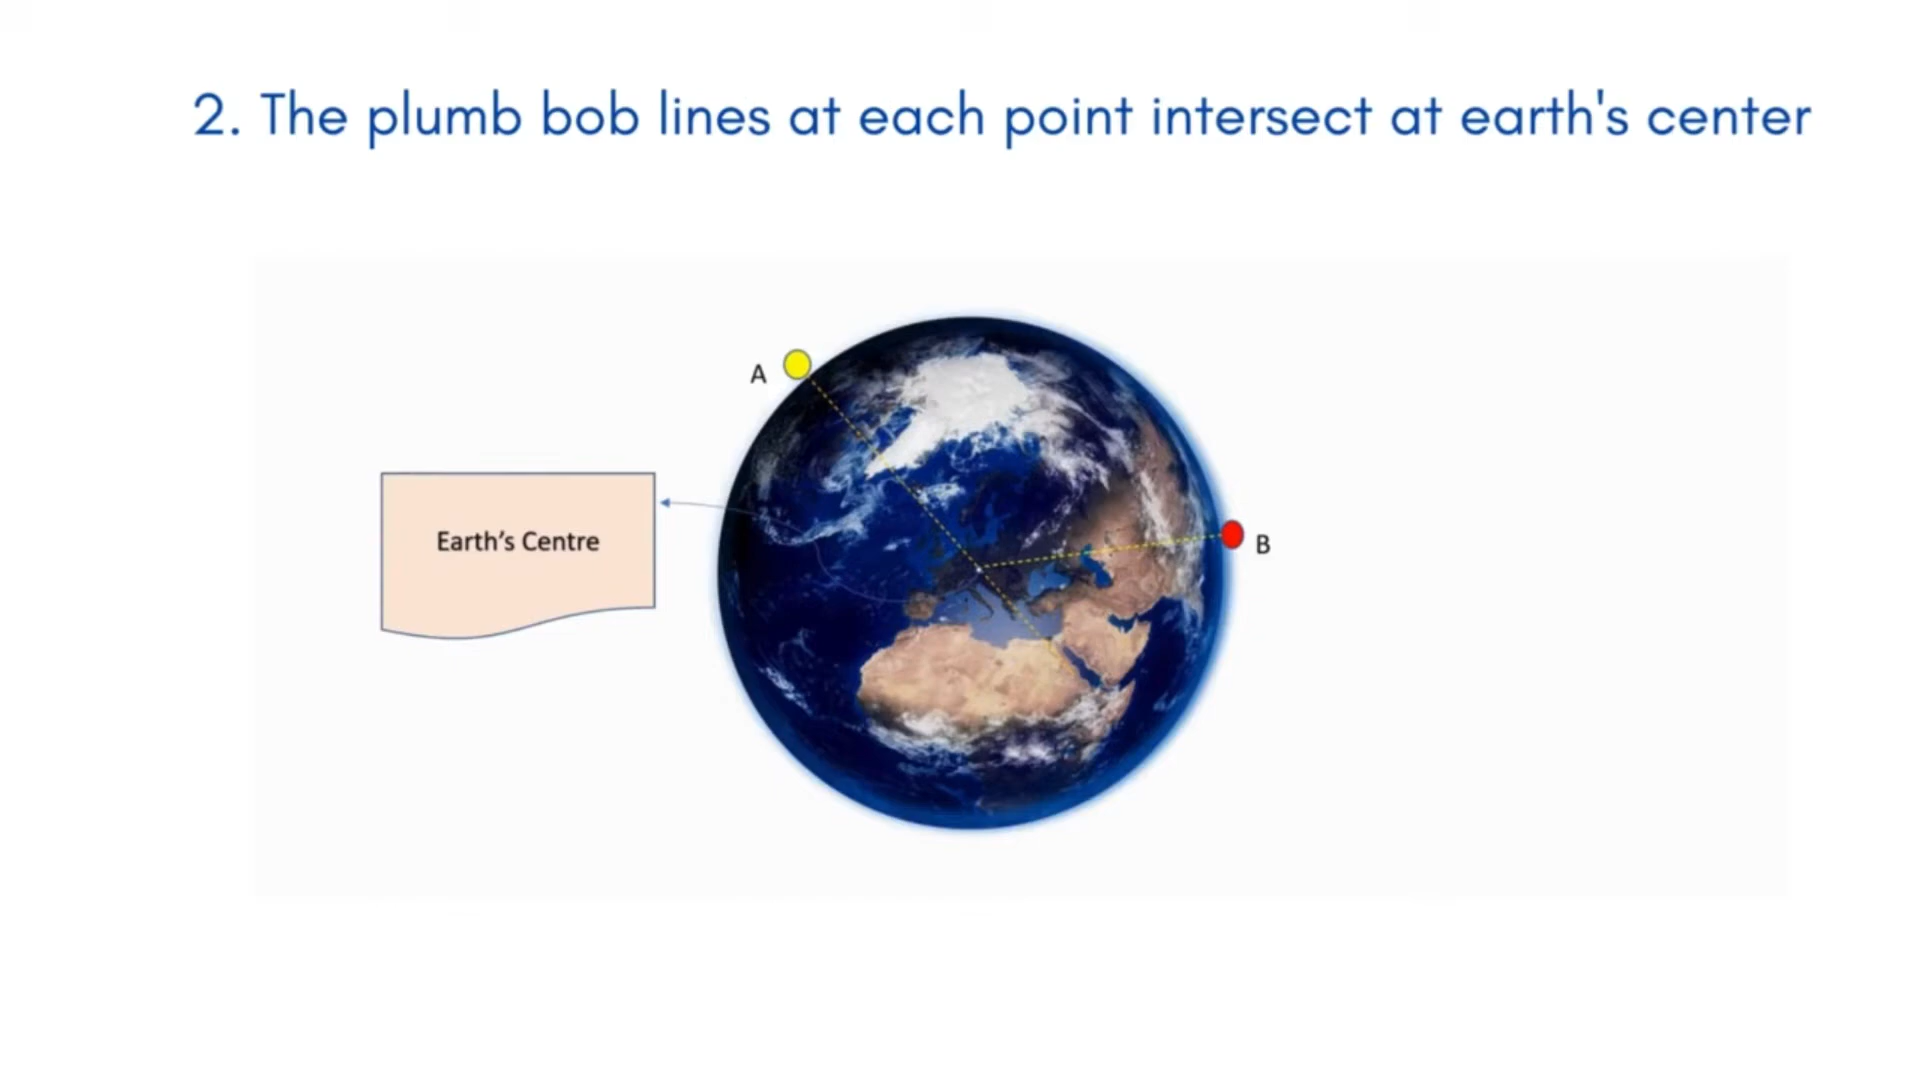 2. The plumb bob lines at each point intersect at earth's center
A
Earth's Centre
B